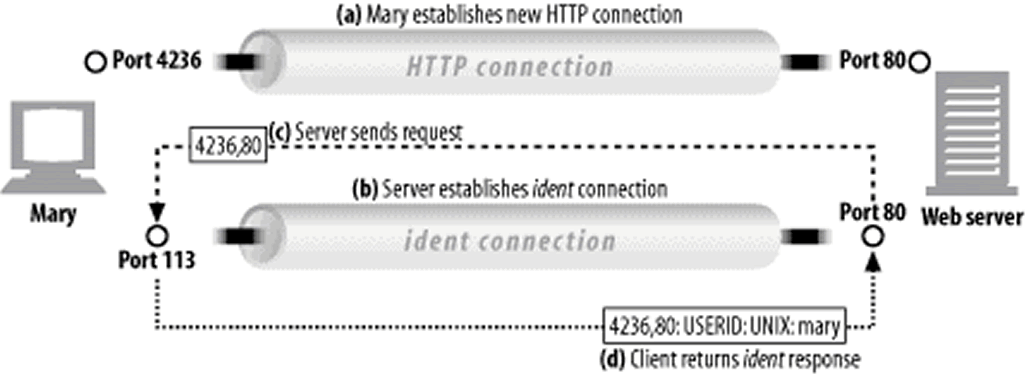 (a) Mary establishes new HTTP connection
Port 4236
HTTP connection
Port 80
4236,80
(c) Server sends request
(b) Server establishes ident connection
Mary
Port 80
Web server
ident connection
Port 113
4236,80: USERID: UNIX: mary
(d) Client returns ident response